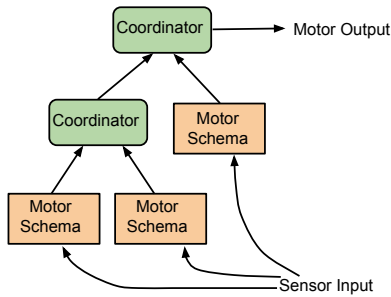 Coordinator
Motor Output
Coordinator
Motor
Schema
Motor
Schema
Motor
Schema
Sensor Input